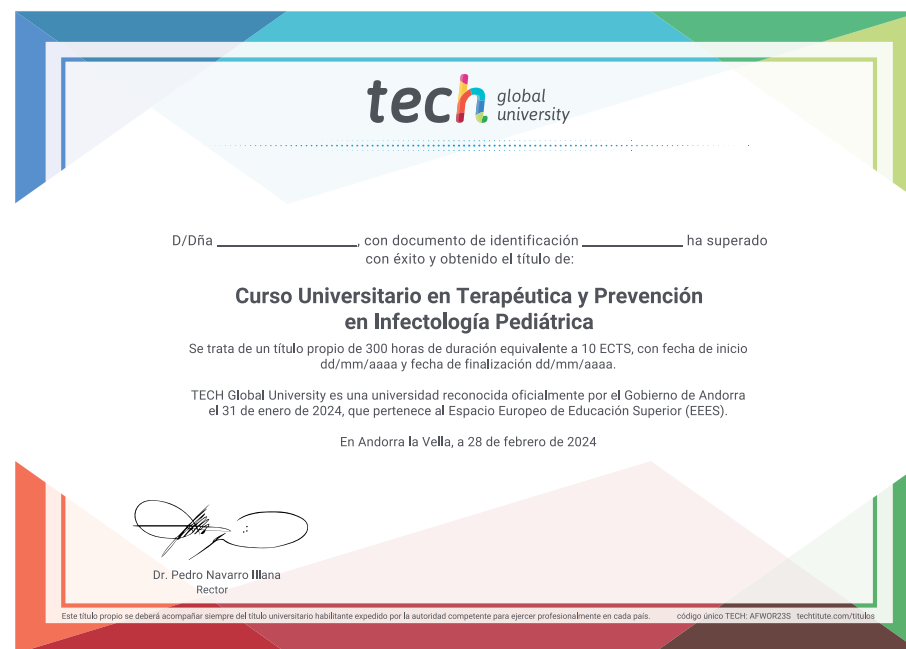 tech global university
D/Dña ____________________, con documento de identificación ______________ ha superado
con éxito y obtenido el título de:
Curso Universitario en Terapéutica y Prevención
en Infectología Pediátrica
Se trata de un título propio de 300 horas de duración equivalente a 10 ECTS, con fecha de inicio
dd/mm/aaaa y fecha de finalización dd/mm/aaaa.
TECH Global University es una universidad reconocida oficialmente por el Gobierno de Andorra
el 31 de enero de 2024, que pertenece al Espacio Europeo de Educación Superior (EEES).
En Andorra la Vella, a 28 de febrero de 2024
Dr. Pedro Navarro Illana
Rector
Este título propio se deberá acompañar siempre del título universitario habilitante expedido por la autoridad competente para ejercer profesionalmente en cada país. código único TECH: AFWOR23S techtitute.com/titulos